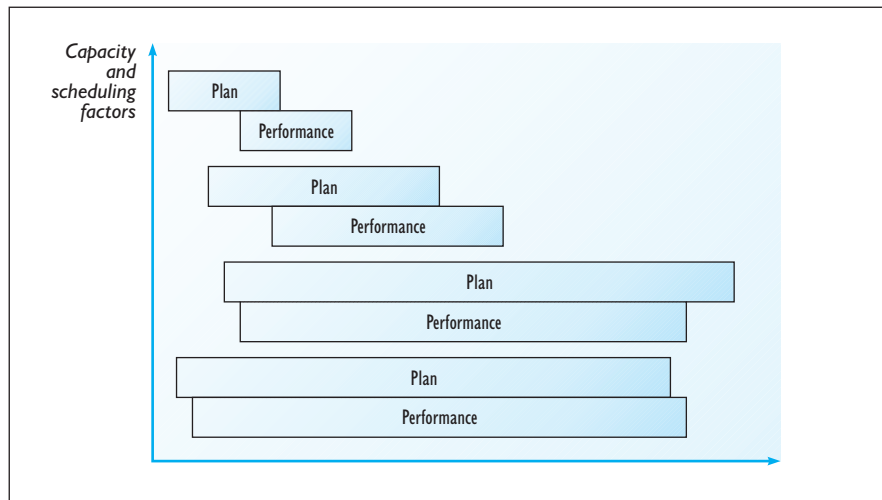 Capacity
and
scheduling
factors
Plan
Performance
Plan
Performance
Plan
Performance
Plan
Performance